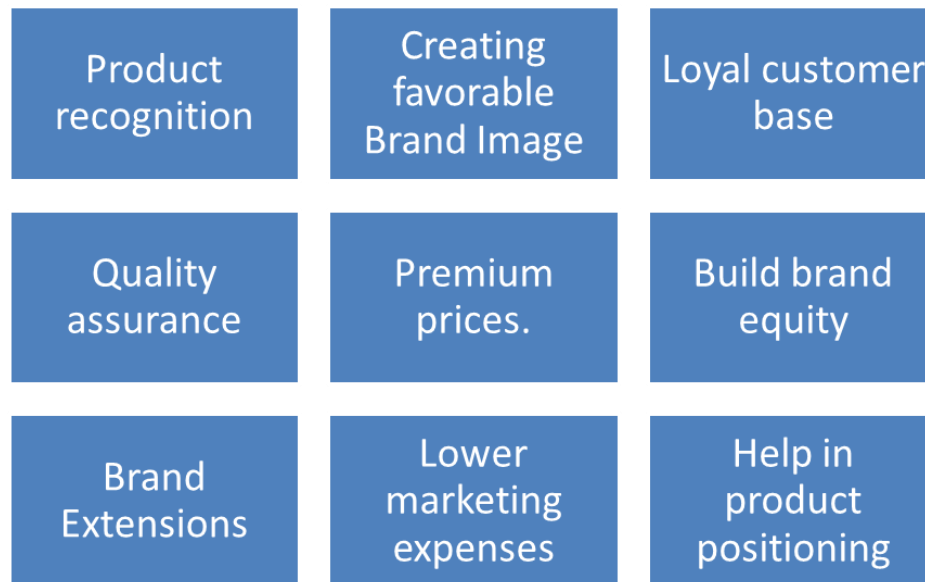 Product
recognition
Creating
favorable
Brand Image
Loyal customer
base
Quality
assurance
Premium
prices.
Build brand
equity
Brand
Extensions
Lower
marketing
expenses
Help in
product
positioning